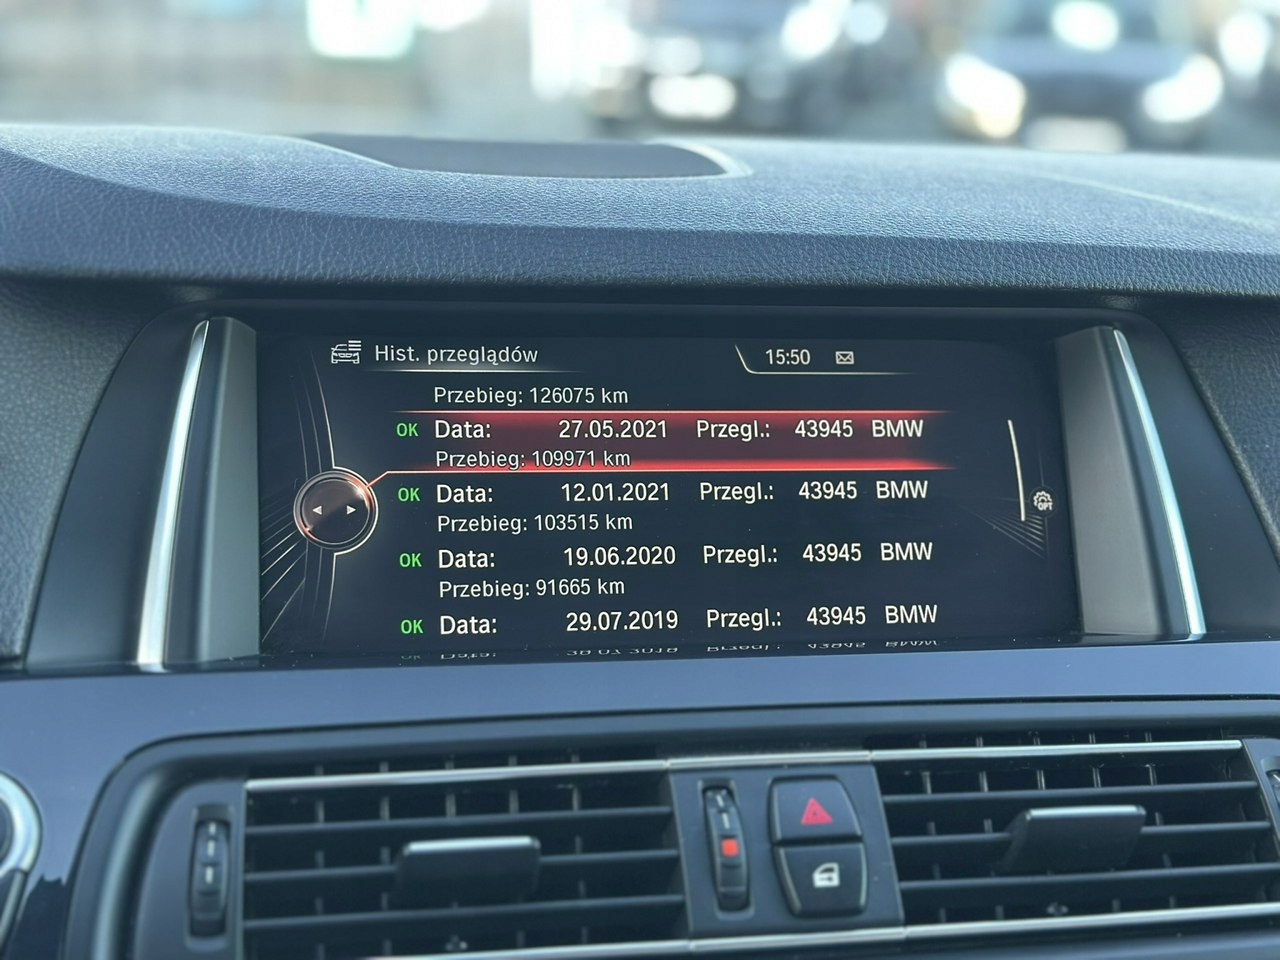 Hist. przeglądów 15:50
Przebieg: 126075 km
OK Data: 27.05.2021 Przegl.: 43945 BMW
Przebieg: 109971 km
OK Data: 12.01.2021 Przegl.: 43945 BMW
Przebieg: 103515 km
OK Data: 19.06.2020 Przegl.: 43945 BMW
Przebieg: 91665 km
OK Data: 29.07.2019 Przegl.: 43945 BMW
OPT